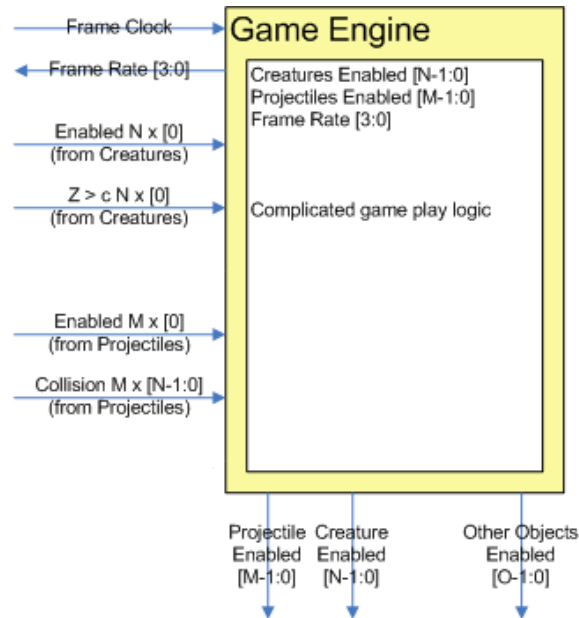 Frame Clock
Game Engine
Frame Rate [3:0]
Creatures Enabled [N-1:0]
Projectiles Enabled [M-1:0]
Frame Rate [3:0]
Enabled N x [0]
(from Creatures)
Z > c N x [0]
(from Creatures)
Complicated game play logic
Enabled M x [0]
(from Projectiles)
Collision M x [N-1:0]
(from Projectiles)
Projectile
Enabled
[M-1:0]
Creature
Enabled
[N-1:0]
Other Objects
Enabled
[O-1:0]